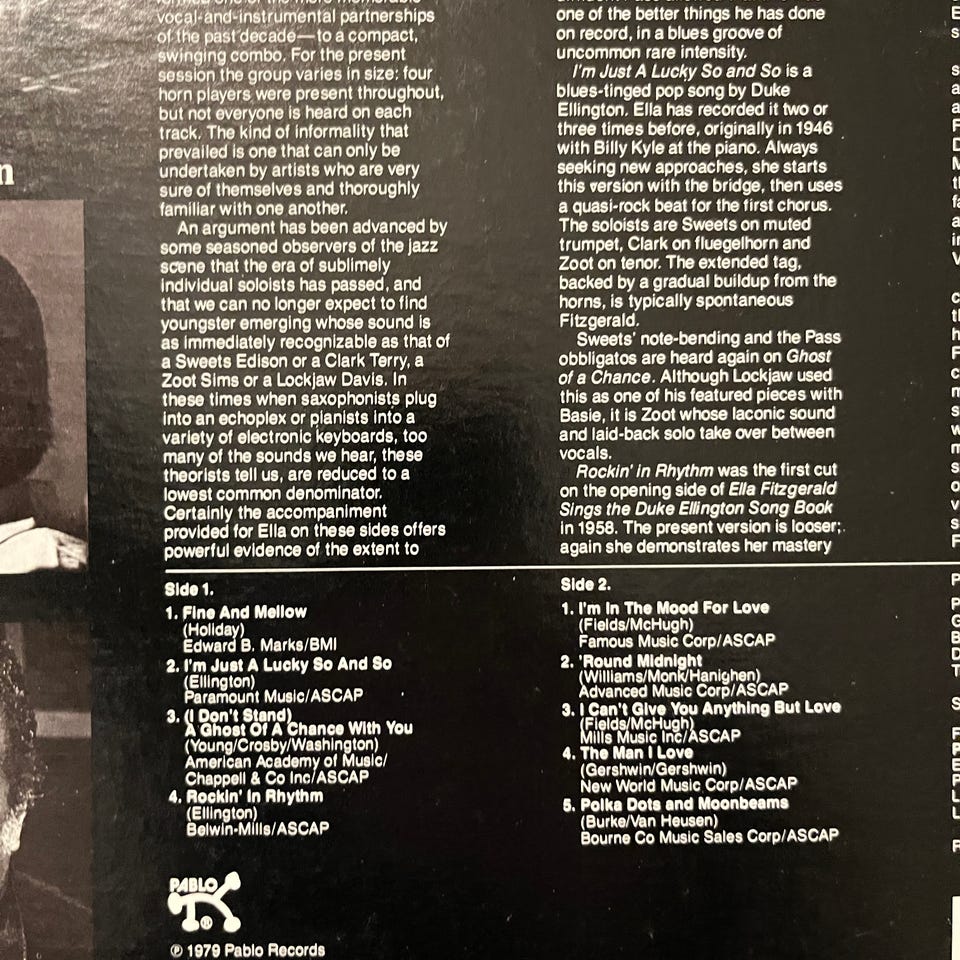 vocal-and-instrumental partnerships
of the past decade—to a compact,
swinging combo. For the present
session the group varies in size: four
horn players were present throughout,
but not everyone is heard on each
track. The kind of informality that
prevailed is one that can only be
undertaken by artists who are very
sure of themselves and thoroughly
familiar with one another.
An argument has been advanced by
some seasoned observers of the jazz
scene that the era of sublimely
individual soloists has passed, and
that we can no longer expect to find
youngster emerging whose sound is
as immediately recognizable as that of
a Sweets Edison or a Clark Terry, a
Zoot Sims or a Lockjaw Davis. In
these times when saxophonists plug
into an echoplex or pianists into a
variety of electronic keyboards, too
many of the sounds we hear, these
theorists tell us, are reduced to a
lowest common denominator.
Certainly the accompaniment
provided for Ella on these sides offers
powerful evidence of the extent to
one of the better things he has done
on record, in a blues groove of
uncommon rare intensity.
I'm Just A Lucky So and So is a
blues-tinged pop song by Duke
Ellington. Ella has recorded it two or
three times before, originally in 1946
with Billy Kyle at the piano. Always
seeking new approaches, she starts
this version with the bridge, then uses
a quasi-rock beat for the first chorus.
The soloists are Sweets on muted
trumpet, Clark on fluegelhorn and
Zoot on tenor. The extended tag,
backed by a gradual buildup from the
horns, is typically spontaneous
Fitzgerald.
Sweets' note-bending and the Pass
obbligatos are heard again on Ghost
of a Chance. Although Lockjaw used
this as one of his featured pieces with
Basie, it is Zoot whose laconic sound
and laid-back solo take over between
vocals.
Rockin' in Rhythm was the first cut
on the opening side of Ella Fitzgerald
Sings the Duke Ellington Song Book
in 1958. The present version is looser;
again she demonstrates her mastery
Side 1.
1. Fine And Mellow
(Holiday)
Edward B. Marks/BMI
2. I'm Just A Lucky So And So
(Ellington)
Paramount Music/ASCAP
3. (I Don't Stand)
A Ghost Of A Chance With You
(Young/Crosby/Washington)
American Academy of Music/
Chappell & Co Inc/ASCAP
4. Rockin' In Rhythm
(Ellington)
Belwin-Mills/ASCAP
Side 2.
1. I'm In The Mood For Love
(Fields/McHugh)
Famous Music Corp/ASCAP
2. 'Round Midnight
(Williams/Monk/Hanighen)
Advanced Music Corp/ASCAP
3. I Can't Give You Anything But Love
(Fields/McHugh)
Mills Music Inc/ASCAP
4. The Man I Love
(Gershwin/Gershwin)
New World Music Corp/ASCAP
5. Polka Dots and Moonbeams
(Burke/Van Heusen)
Bourne Co Music Sales Corp/ASCAP
PABLO
®
℗ 1979 Pablo Records